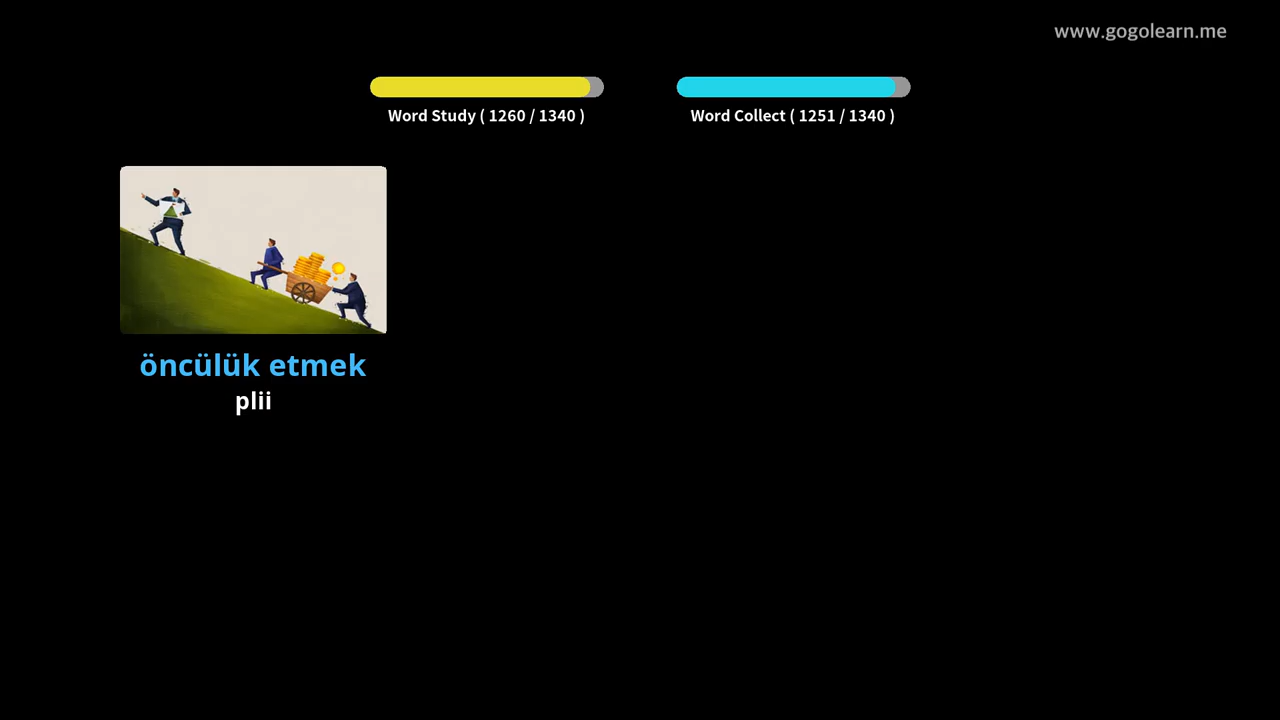 www.gogolearn.me
Word Study ( 1260 / 1340 )
Word Collect ( 1251 / 1340 )
öncülük etmek
plii